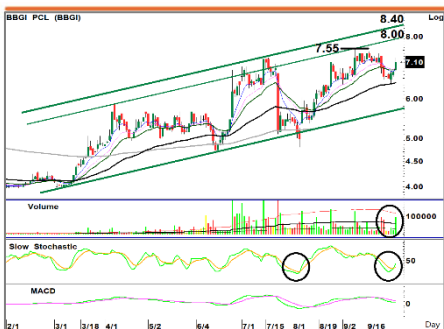 BBGI PCL (BBGI) Log
8.40
8.00
8.00
7.55
7.10
6.00
5.00
4.00
Volume
100000
Slow Stochastic
50
MACD
0
2/1 3/1 3/18 4/1 5/2 6/4 7/1 7/15 8/1 8/19 9/2 9/16 Day